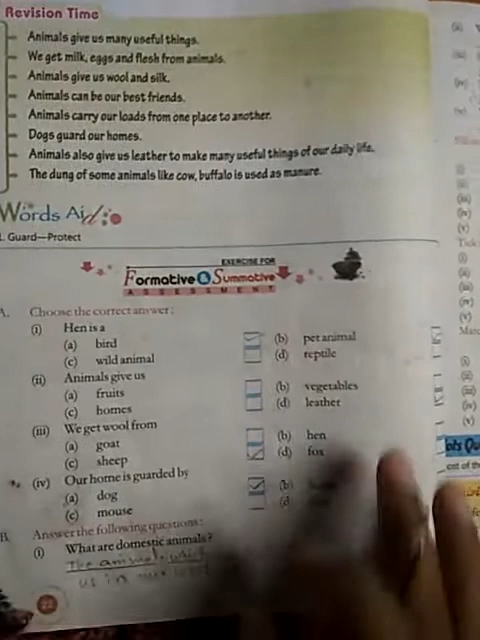 Revision Time
Animals give us many useful things.
We get milk, eggs and flesh from animals.
Animals give us wool and silk.
Animals can be our best friends.
Animals carry our loads from one place to another.
Dogs guard our homes.
Animals also give us leather to make many useful things of our daily life.
The dung of some animals like cow, buffalo is used as manure.
Words Aid
1. Guard—Protect
EXERCISE FOR
Formative & Summative
ASSESSMENT
A. Choose the correct answer :
(i) Hen is a
(a) bird (b) pet animal
(c) wild animal (d) reptile
(ii) Animals give us
(a) fruits (b) vegetables
(c) homes (d) leather
(iii) We get wool from
(a) goat (b) hen
(c) sheep (d) fox
(iv) Our home is guarded by
(a) dog (b)
(c) mouse (d)
B. Answer the following questions :
(i) What are domestic animals?
The animals which
us in our
22